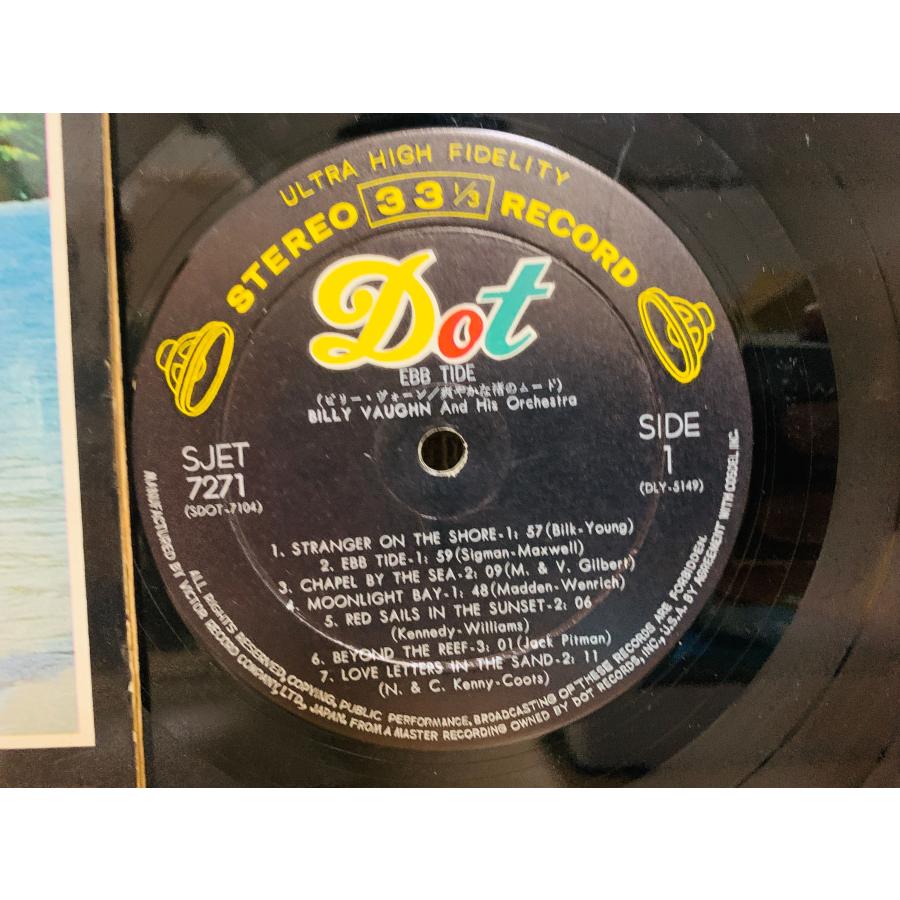 ULTRA HIGH FIDELITY
STEREO 33 1/3 RECORD
Dot
EBB TIDE
(ビリー・ヴォーン/爽やかな渚のムード)
BILLY VAUGHN And His Orchestra
SJET
7271
(SDOT-7104)
SIDE
1
(DLY-5149)
1. STRANGER ON THE SHORE-1: 57(Bilk-Young)
2. EBB TIDE-1: 59(Sigman-Maxwell)
3. CHAPEL BY THE SEA-2: 09(M. & V. Gilbert)
4. MOONLIGHT BAY-1: 48(Madden-Wenrich)
5. RED SAILS IN THE SUNSET-2: 06
(Kennedy-Williams)
6. BEYOND THE REEF-3: 01(Jack Pitman)
7. LOVE LETTERS IN THE SAND-2: 11
(N. & C. Kenny-Coots)
ALL RIGHTS RESERVED, COPYING, PUBLIC PERFORMANCE, BROADCASTING OF THESE RECORDS ARE FORBIDDEN.
MANUFACTURED BY VICTOR RECORD COMPANY, LTD., JAPAN. FROM A MASTER RECORDING OWNED BY DOT RECORDS, INC., U.S.A. BY AGREEMENT WITH COSDEL, INC.